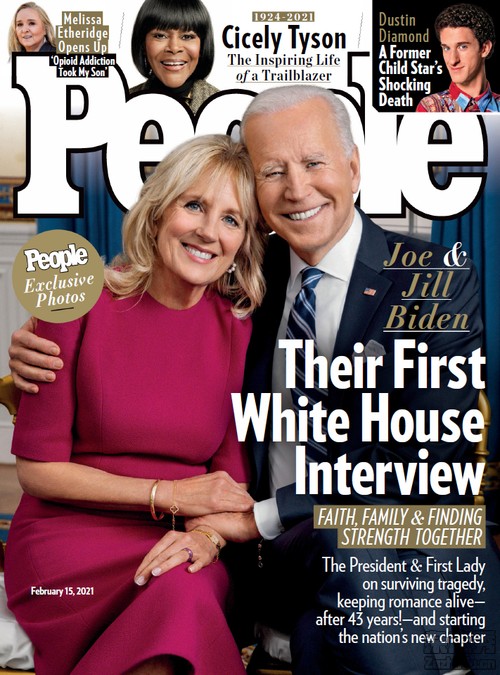 Melissa
Etheridge
Opens Up
'Opioid Addiction
Took My Son'
1924-2021
Cicely Tyson
The Inspiring Life
of a Trailblazer
Dustin
Diamond
A Former
Child Star's
Shocking
Death
People
People
Exclusive
Photos
Joe &
Jill
Biden
Their First
White House
Interview
FAITH, FAMILY & FINDING
STRENGTH TOGETHER
The President & First Lady
on surviving tragedy,
keeping romance alive—
after 43 years!—and starting
the nation's new chapter
February 15, 2021